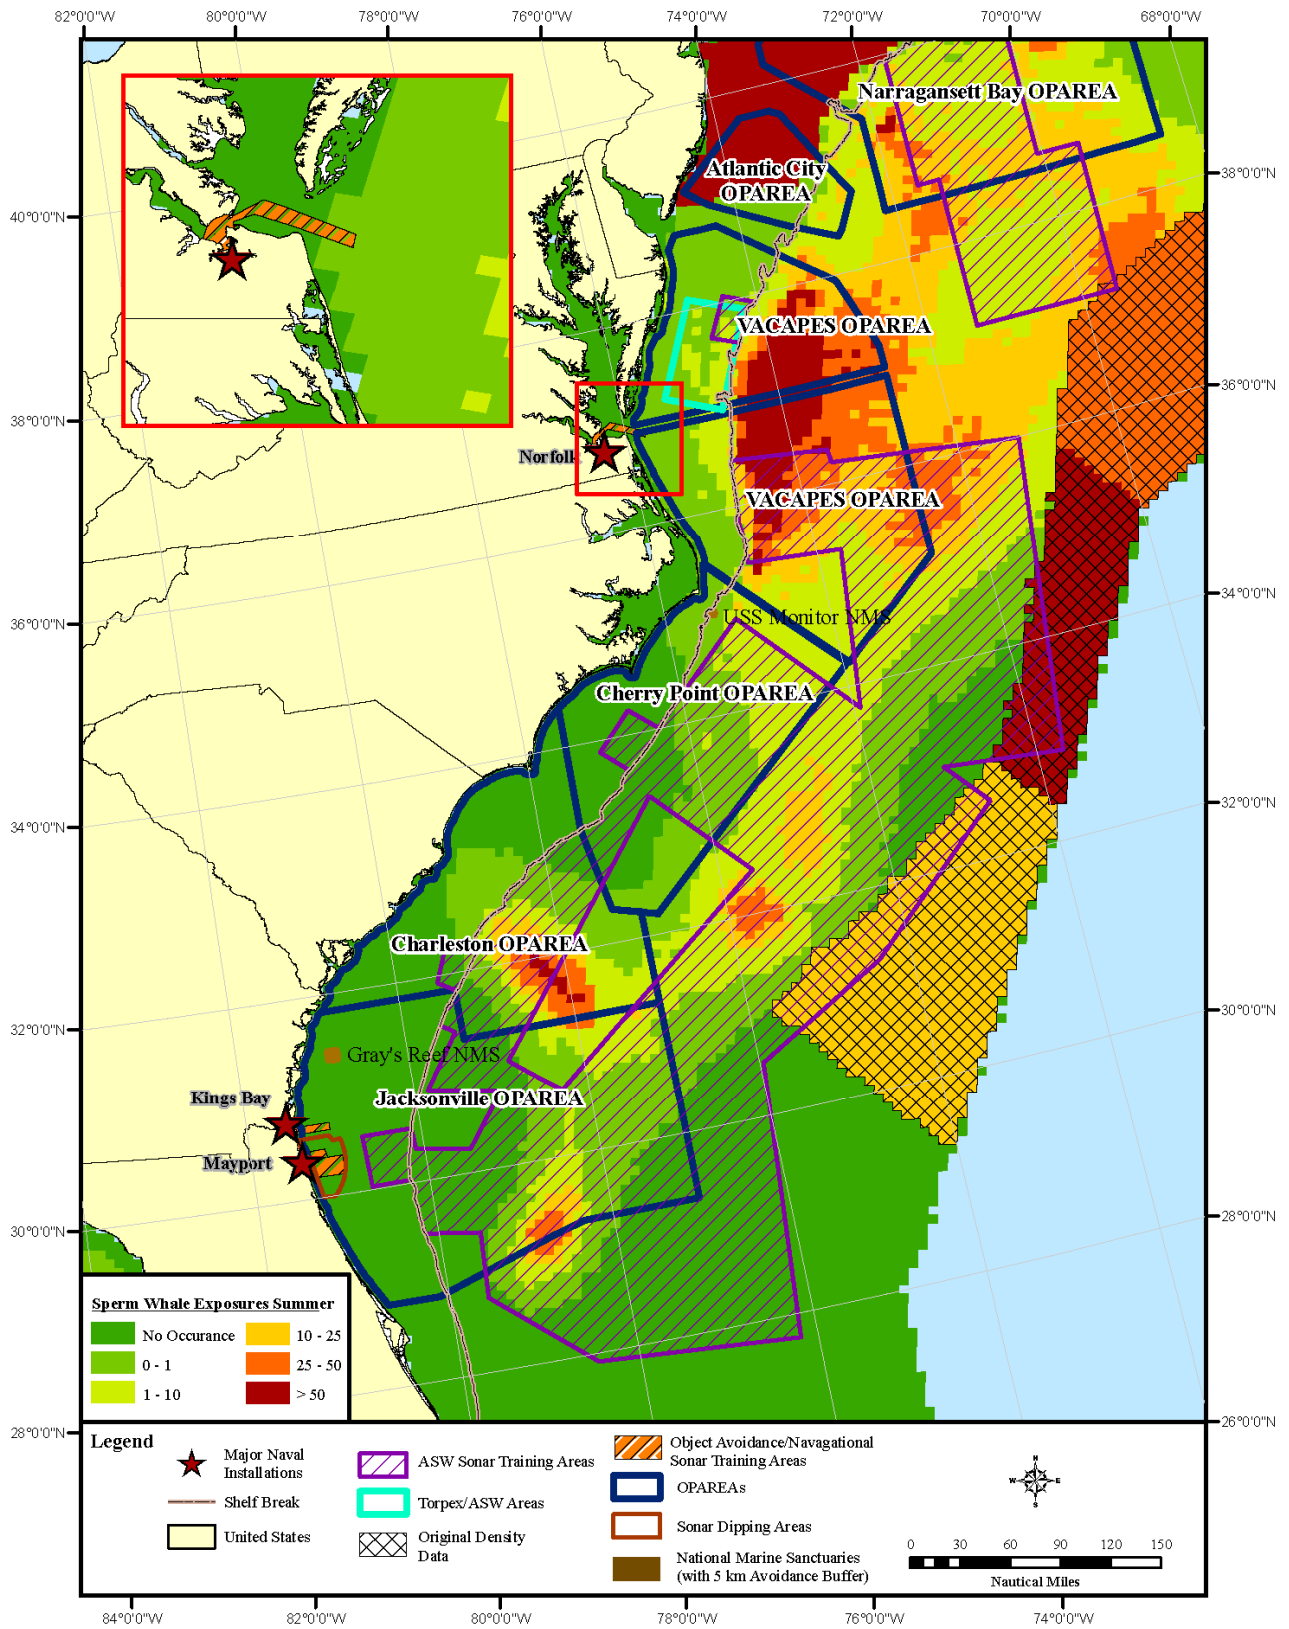 82°0'0"W 80°0'0"W 78°0'0"W 76°0'0"W 74°0'0"W 72°0'0"W 70°0'0"W 68°0'0"W
Narragansett Bay OPAREA
Atlantic City
OPAREA
38°0'0"N
40°0'0"N
VACAPES OPAREA
36°0'0"N
38°0'0"N
Norfolk
VACAPES OPAREA
34°0'0"N
36°0'0"N
USS Monitor NMS
Cherry Point OPAREA
32°0'0"N
34°0'0"N
Charleston OPAREA
30°0'0"N
32°0'0"N
Gray's Reef NMS
Kings Bay
Jacksonville OPAREA
Mayport
28°0'0"N
30°0'0"N
Sperm Whale Exposures Summer
No Occurance
0 - 1
1 - 10
10 - 25
25 - 50
> 50
26°0'0"N
28°0'0"N
Legend
Major Naval
Installations
Shelf Break
United States
ASW Sonar Training Areas
Torpex/ASW Areas
Original Density
Data
Object Avoidance/Navagational
Sonar Training Areas
OPAREAs
Sonar Dipping Areas
National Marine Sanctuaries
(with 5 km Avoidance Buffer)
N
W E
S
0 30 60 90 120 150
Nautical Miles
84°0'0"W 82°0'0"W 80°0'0"W 78°0'0"W 76°0'0"W 74°0'0"W